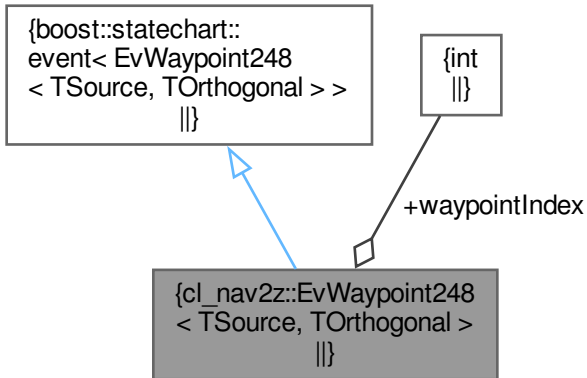 {boost::statechart::
event< EvWaypoint248
< TSource, TOrthogonal > >
||}
{int
||}
+waypointIndex
{cl_nav2z::EvWaypoint248
< TSource, TOrthogonal >
||}